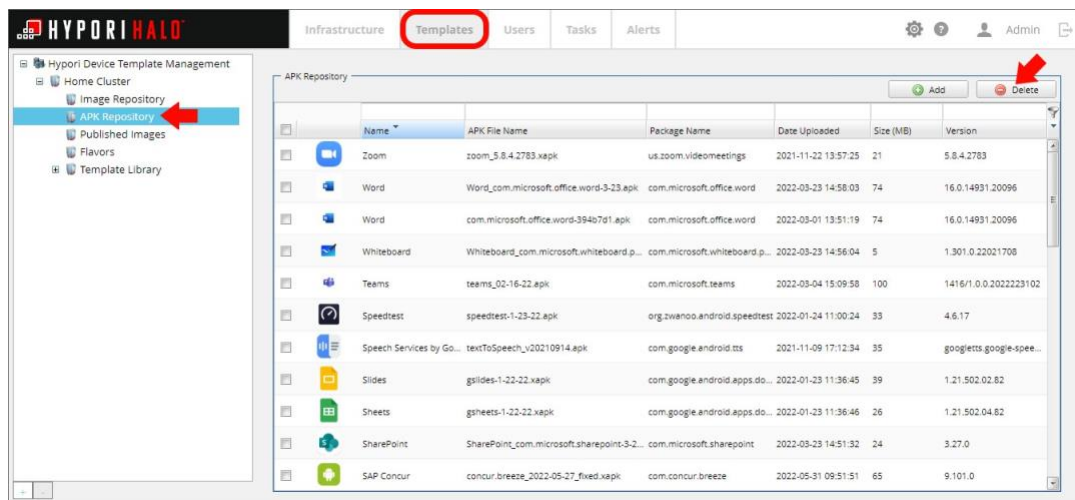 HYPORI HALO
Infrastructure Templates Users Tasks Alerts Admin
Hypori Device Template Management
Home Cluster
Image Repository
APK Repository
Published Images
Flavors
Template Library
APK Repository
Add Delete
Name APK File Name Package Name Date Uploaded Size (MB) Version
Zoom zoom_5.8.4.2783.xapk us.zoom.videomeetings 2021-11-22 13:57:25 21 5.8.4.2783
Word Word_com.microsoft.office.word-3-23.apk com.microsoft.office.word 2022-03-23 14:58:03 74 16.0.14931.20096
Word com.microsoft.office.word-394b7d1.apk com.microsoft.office.word 2022-03-01 13:51:19 74 16.0.14931.20096
Whiteboard Whiteboard_com.microsoft.whiteboard.p... com.microsoft.whiteboard.p... 2022-03-23 14:56:04 5 1.301.0.22021708
Teams teams_02-16-22.apk com.microsoft.teams 2022-03-04 15:09:58 100 1416/1.0.0.2022223102
Speedtest speedtest-1-23-22.apk org.zwanoo.android.speedtest 2022-01-24 11:00:24 33 4.6.17
Speech Services by Go... textToSpeech_v20210914.apk com.google.android.tts 2021-11-09 17:12:34 35 googletts.google-spee...
Slides gslides-1-22-22.xapk com.google.android.apps.do... 2022-01-23 11:36:45 39 1.21.502.02.82
Sheets gsheets-1-22-22.xapk com.google.android.apps.do... 2022-01-23 11:36:46 26 1.21.502.04.82
SharePoint SharePoint_com.microsoft.sharepoint-3-2... com.microsoft.sharepoint 2022-03-23 14:51:32 24 3.27.0
SAP Concur concur.breeze_2022-05-27_fixed.xapk com.concur.breeze 2022-05-31 09:51:51 65 9.101.0